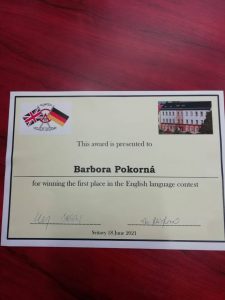 This award is presented to
Barbora Pokorná
for winning the first place in the English language contest
18.June 2021